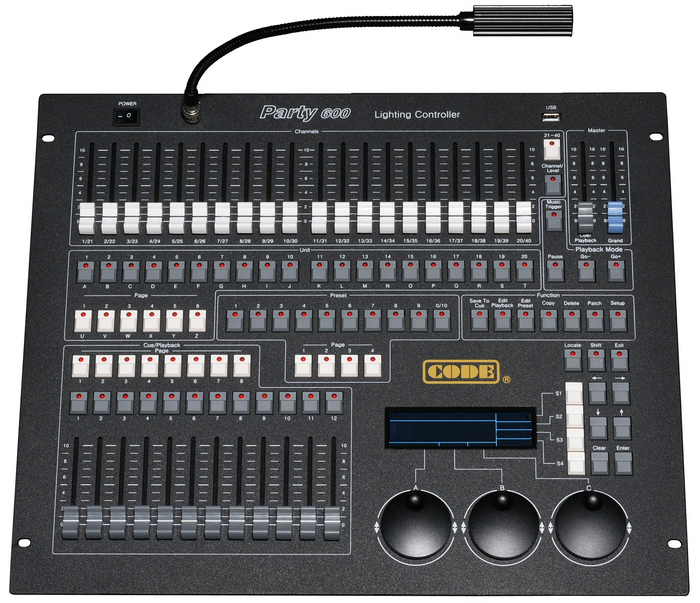 POWER
Party 600 Lighting Controller
USB
Channels
21-40
Master
Channel/
Level
Music
Trigger
1/21 2/22 3/23 4/24 5/25 6/26 7/27 8/28 9/29 10/30 11/31 12/32 13/33 14/34 15/35 16/36 17/37 18/38 19/39 20/40
Cue/
Playback
Grand
Unit
Playback Mode
1 2 3 4 5 6 7 8 9 10 11 12 13 14 15 16 17 18 19 20
Pause Go- Go+
A B C D E F G H I J K L M N O P Q R S T
Page
Preset
Function
1 2 3 4 5 6
1 2 3 4 5 6 7 8 9 0/10
Save To
Cue
Edit
Playback
Edit
Preset
Copy Delete Patch Setup
U V W X Y Z
Cue/Playback
Page
Page
1 2 3 4
Locate Shift Exit
1 2 3 4 5 6 7 8
CODE ®
S1
S2
S3
S4
1 2 3 4 5 6 7 8 9 10 11 12
Clear Enter
A B C